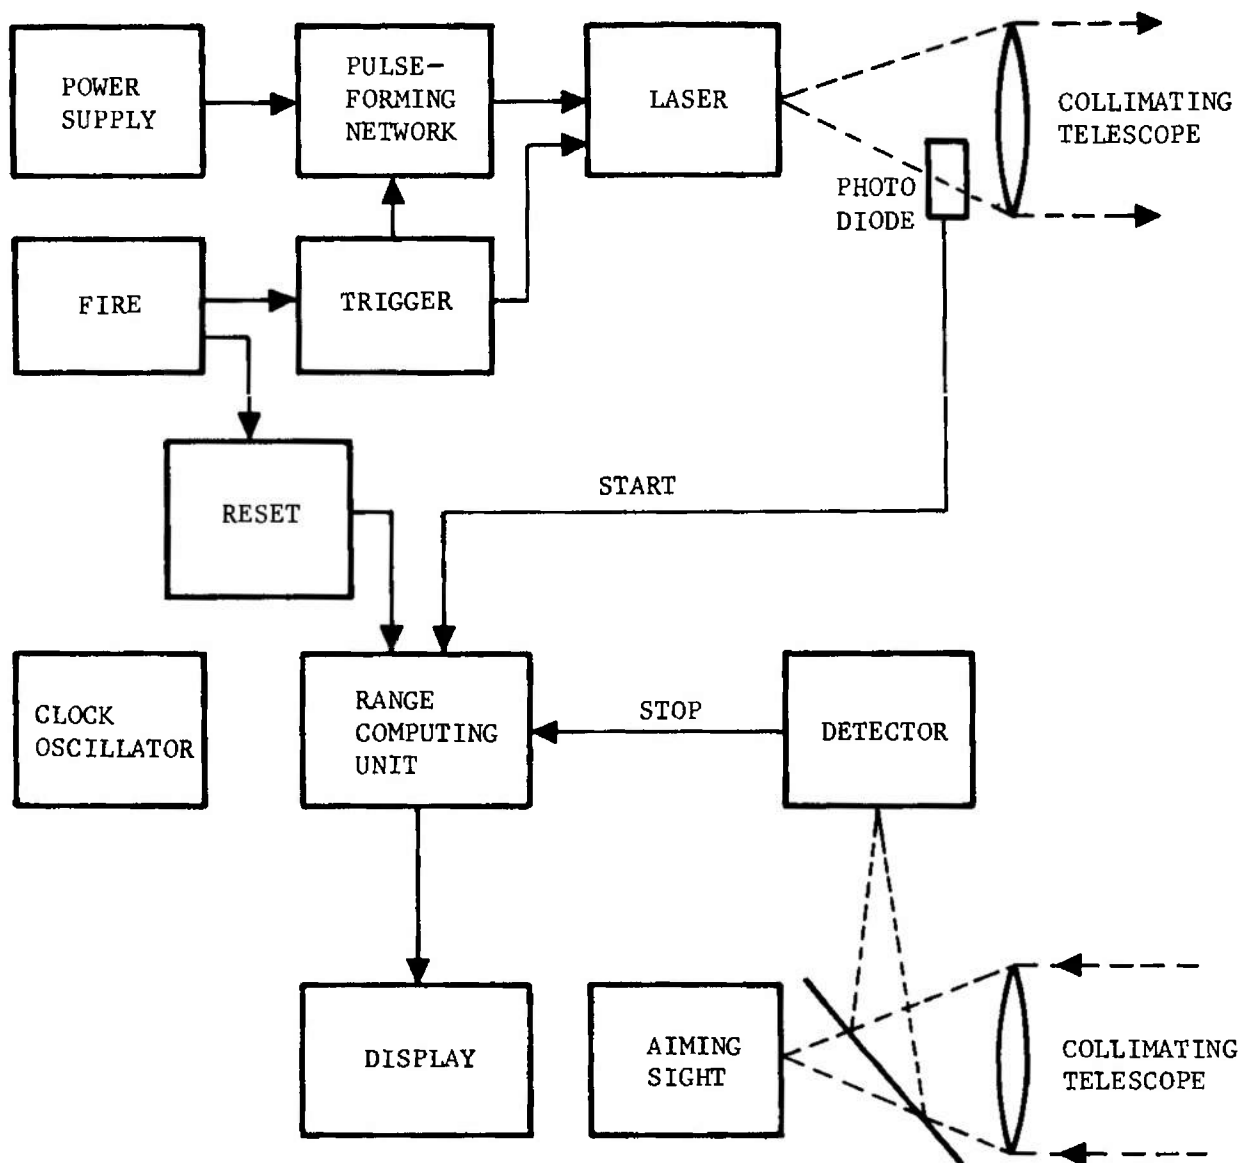 POWER
SUPPLY
PULSE-
FORMING
NETWORK
LASER
COLLIMATING
TELESCOPE
PHOTO
DIODE
FIRE
TRIGGER
RESET
START
CLOCK
OSCILLATOR
RANGE
COMPUTING
UNIT
STOP
DETECTOR
DISPLAY
AIMING
SIGHT
COLLIMATING
TELESCOPE